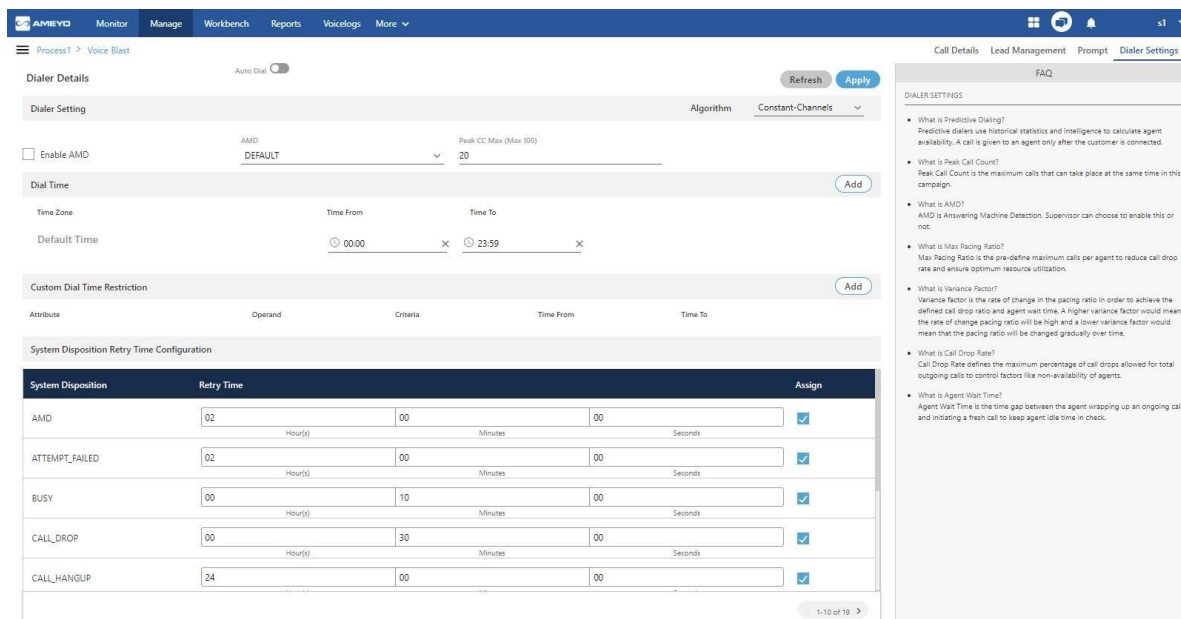 AMEYO Monitor Manage Workbench Reports Voicelogs More s1
Process1 > Voice Blast Call Details Lead Management Prompt Dialer Settings
Dialer Details Auto Dial Refresh Apply
Dialer Setting Algorithm Constant-Channels
Enable AMD
AMD
DEFAULT
Peak CC Max (Max 100)
20
Dial Time Add
Time Zone Time From Time To
Default Time 00:00 23:59
Custom Dial Time Restriction Add
Attribute Operand Criteria Time From Time To
System Disposition Retry Time Configuration
System Disposition Retry Time Assign
AMD 02 00 00
Hour(s) Minutes Seconds
ATTEMPT_FAILED 02 00 00
Hour(s) Minutes Seconds
BUSY 00 10 00
Hour(s) Minutes Seconds
CALL_DROP 00 30 00
Hour(s) Minutes Seconds
CALL_HANGUP 24 00 00
1-10 of 19 >
FAQ
DIALER SETTINGS
What is Predictive Dialing?
Predictive dialers use historical statistics and intelligence to calculate agent
availability. A call is given to an agent only after the customer is connected.
What is Peak Call Count?
Peak Call Count is the maximum calls that can take place at the same time in this
campaign.
What is AMD?
AMD is Answering Machine Detection. Supervisor can choose to enable this or
not.
What is Max Pacing Ratio?
Max Pacing Ratio is the pre-define maximum calls per agent to reduce call drop
rate and ensure optimum resource utilization.
What is Variance Factor?
Variance factor is the rate of change in the pacing ratio in order to achieve the
defined call drop ratio and agent wait time. A higher variance factor would mean
the rate of change pacing ratio will be high and a lower variance factor would
mean that the pacing ratio will be changed gradually over time.
What is Call Drop Rate?
Call Drop Rate defines the maximum percentage of call drops allowed for total
outgoing calls to control factors like non-availability of agents.
What is Agent Wait Time?
Agent Wait Time is the time gap between the agent wrapping up an ongoing cal
and initiating a fresh call to keep agent idle time in check.